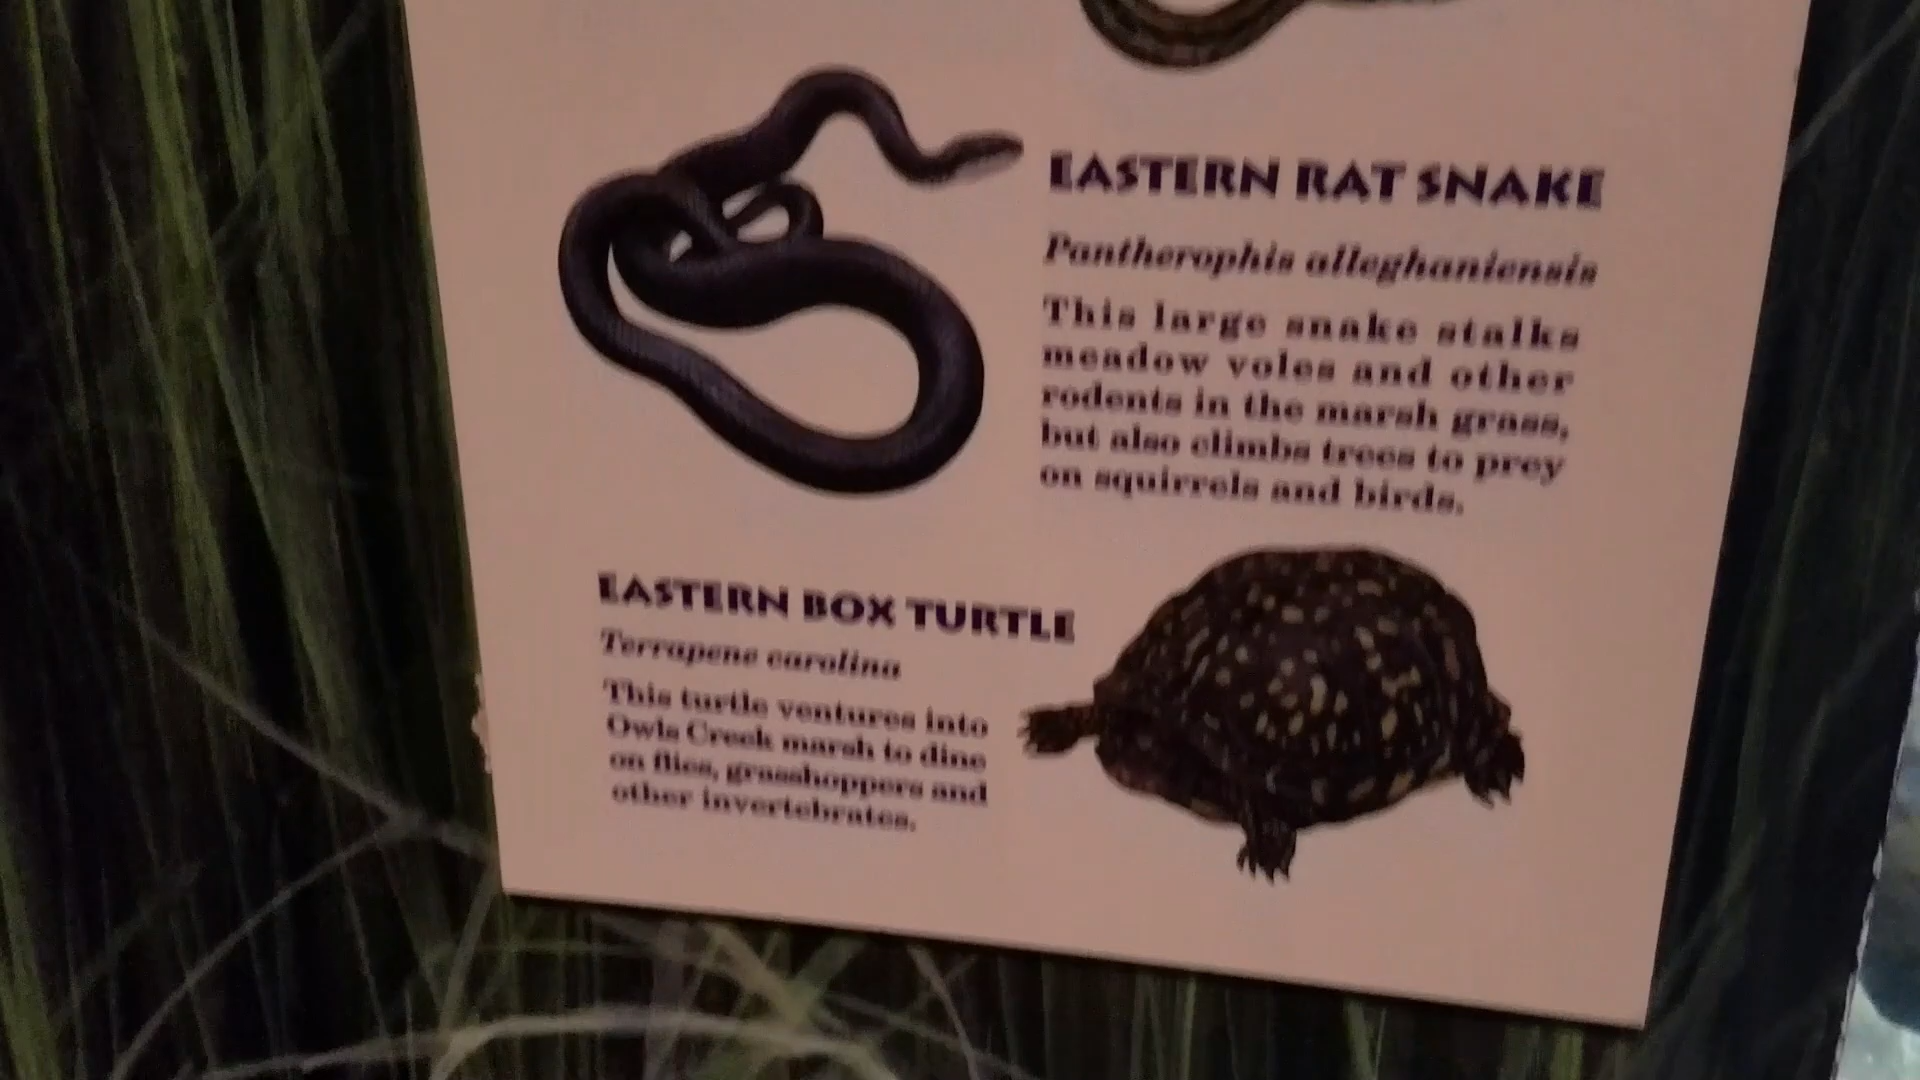 EASTERN RAT SNAKE
Pantherophis alleghaniensis
This large snake stalks
meadow voles and other
rodents in the marsh grass,
but also climbs trees to prey
on squirrels and birds.
EASTERN BOX TURTLE
Terrapene carolina
This turtle ventures into
Owls Creek marsh to dine
on flies, grasshoppers and
other invertebrates.